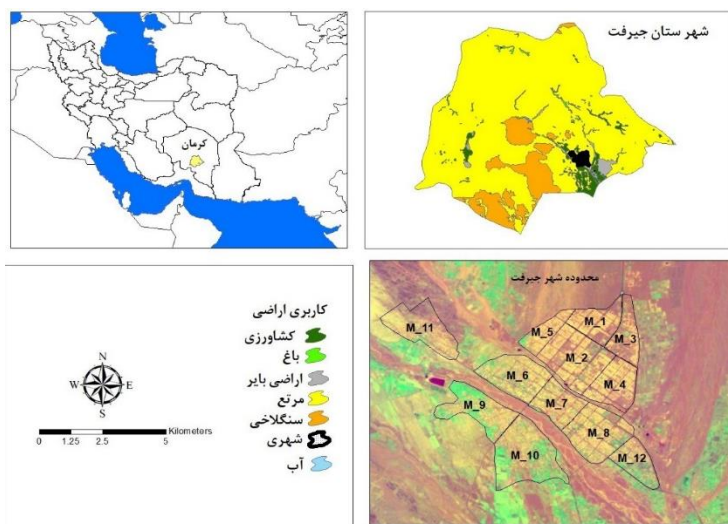 کرمان
شهر ستان جیرفت
کاربری اراضی
کشاورزی
باغ
اراضی بایر
مرتع
سنگلاخی
شهری
آب
N
W E
S
Kilometers
0 1.25 2.5 5
محدوده شهر جیرفت
M_11
M_5
M_1
M_3
M_2
M_6
M_4
M_9
M_7
M_8
M_10
M_12